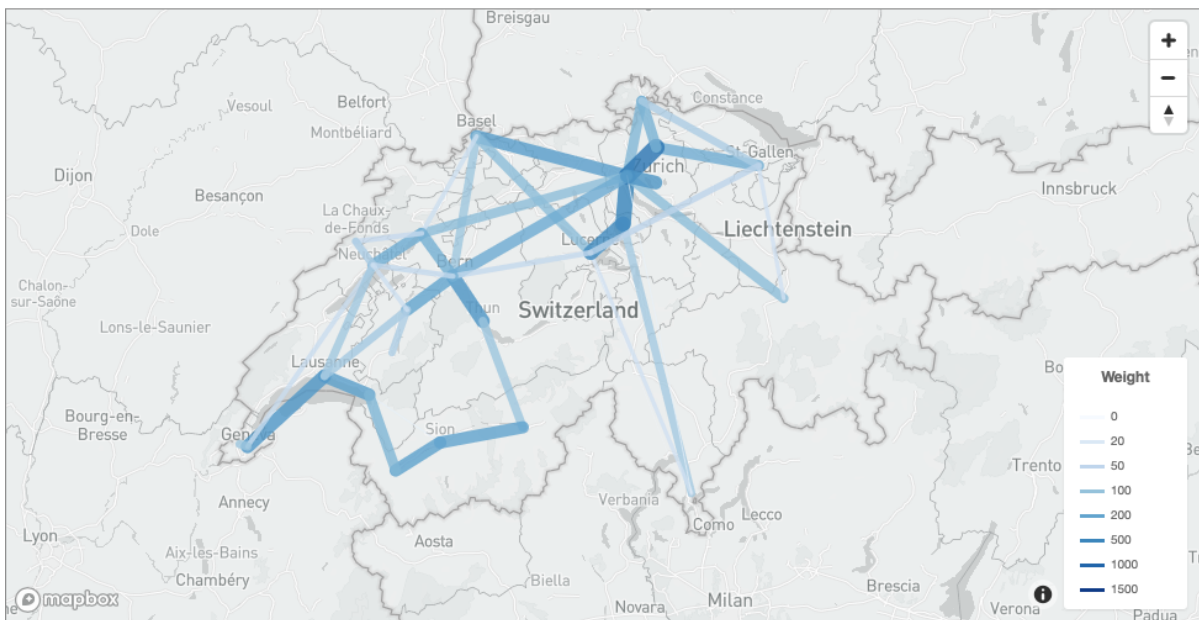 Breisgau
Constance
Belfort
Vesoul
Montbéliard
Basel
St-Gallen
Zürich
Dijon
Besançon
Innsbruck
La Chaux-
de-Fonds
Dole
Liechtenstein
Lucerne
Neuchâtel
Bern
Chalon-
sur-Saône
Switzerland
Thun
Lons-le-Saunier
Lausanne
Weight
0
Bourg-en-
Bresse
Geneva
Sion
20
50
100
Annecy
Verbania
Trento
Lecco
Como
200
Lyon
Aosta
500
Aix-les-Bains
1000
Chambéry
Biella
Brescia
1500
mapbox
Novara
Milan
Verona
Padua